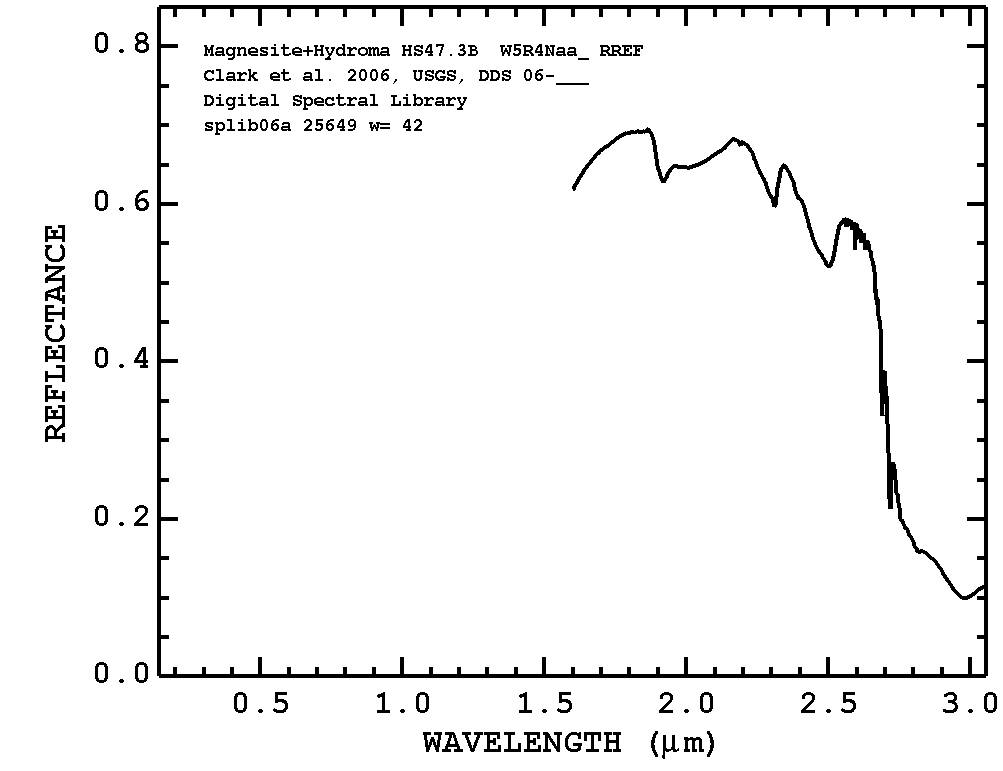 0.8
Magnesite+Hydroma HS47.3B  W5R4Naa_ RREF
Clark et al. 2006, USGS, DDS 06-___
Digital Spectral Library
splib06a 25649 w= 42
0.6
REFLECTANCE
0.4
0.2
0.0
0.5 1.0 1.5 2.0 2.5 3.0
WAVELENGTH (μm)